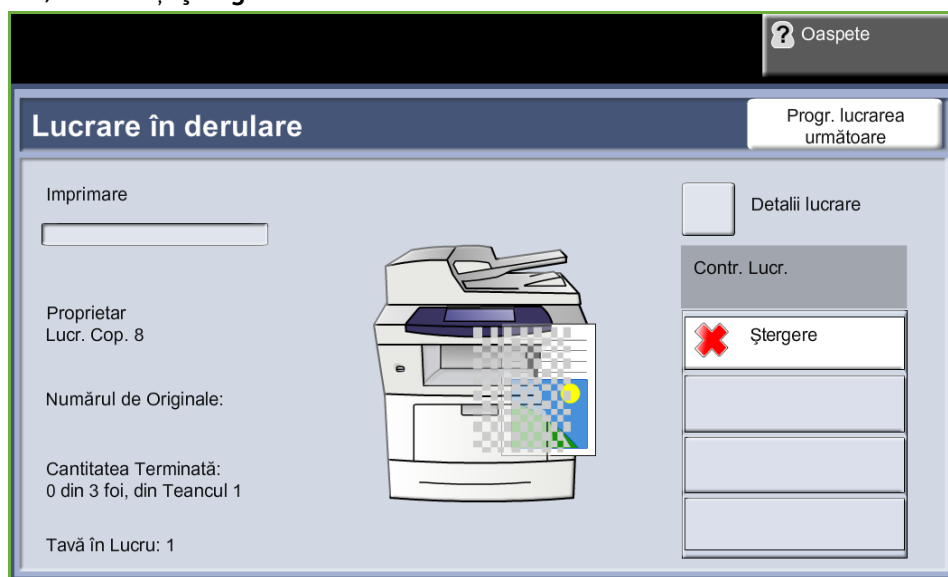 ? Oaspete
Lucrare în derulare
Progr. lucrarea
următoare
Imprimare
Detalii lucrare
Contr. Lucr.
Proprietar
Lucr. Cop. 8
Ştergere
Numărul de Originale:
Cantitatea Terminată:
0 din 3 foi, din Teancul 1
Tavă în Lucru: 1